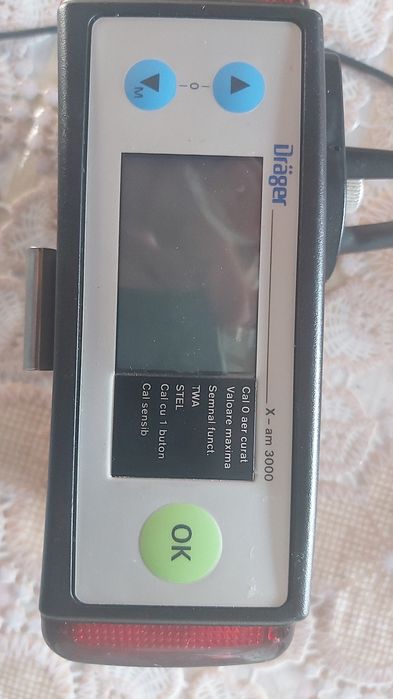 Dräger
X - am 3000
Cal 0 aer curat
Valoare maxima
Semnal funct.
TWA
STEL
Cal cu 1 buton
Cal sensib
M
OK